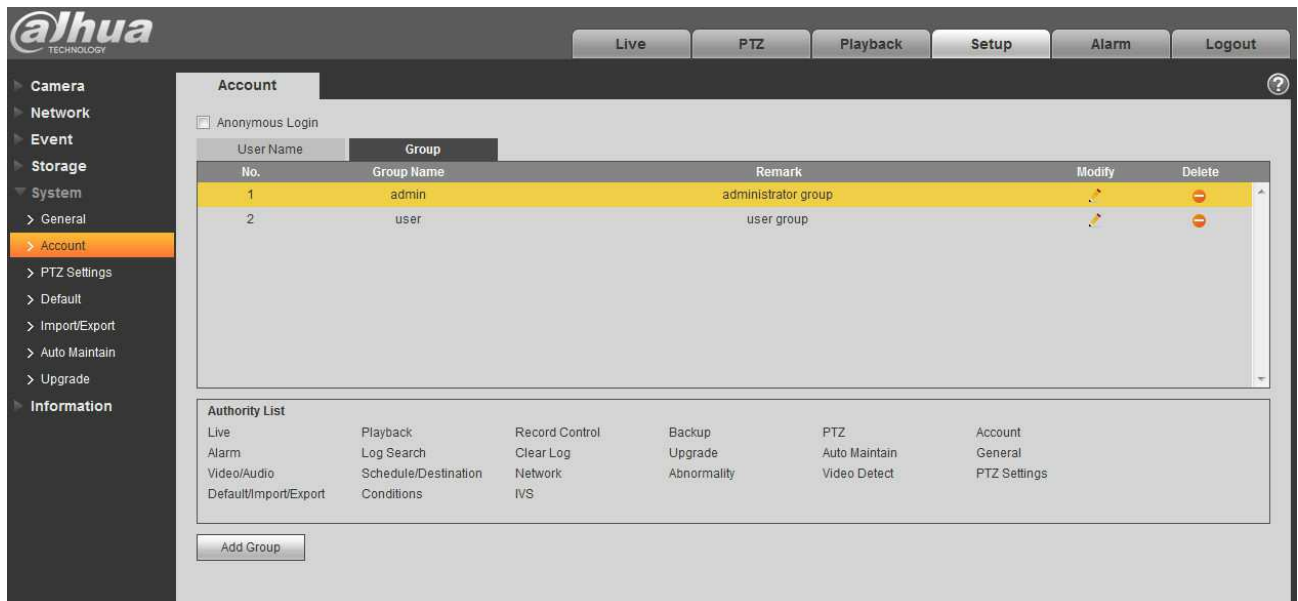 alhua
TECHNOLOGY
Live PTZ Playback Setup Alarm Logout
Camera
Network
Event
Storage
System
General
Account
PTZ Settings
Default
Import/Export
Auto Maintain
Upgrade
Information
Account ?
Anonymous Login
User Name Group
No. Group Name Remark Modify Delete
1 admin administrator group
2 user user group
Authority List
Live Playback Record Control Backup PTZ Account
Alarm Log Search Clear Log Upgrade Auto Maintain General
Video/Audio Schedule/Destination Network Abnormality Video Detect PTZ Settings
Default/Import/Export Conditions IVS
Add Group